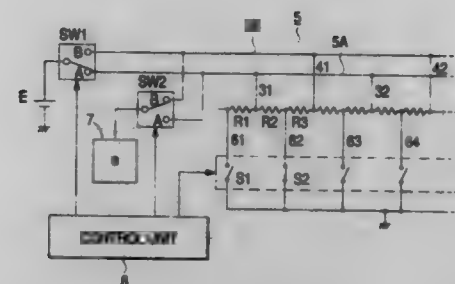 5
SW1
B
A
5A
41
42
SW2
B
A
31
32
E
7
R1 R2 R3
61 62 63 64
S1 S2
CONTROL UNIT